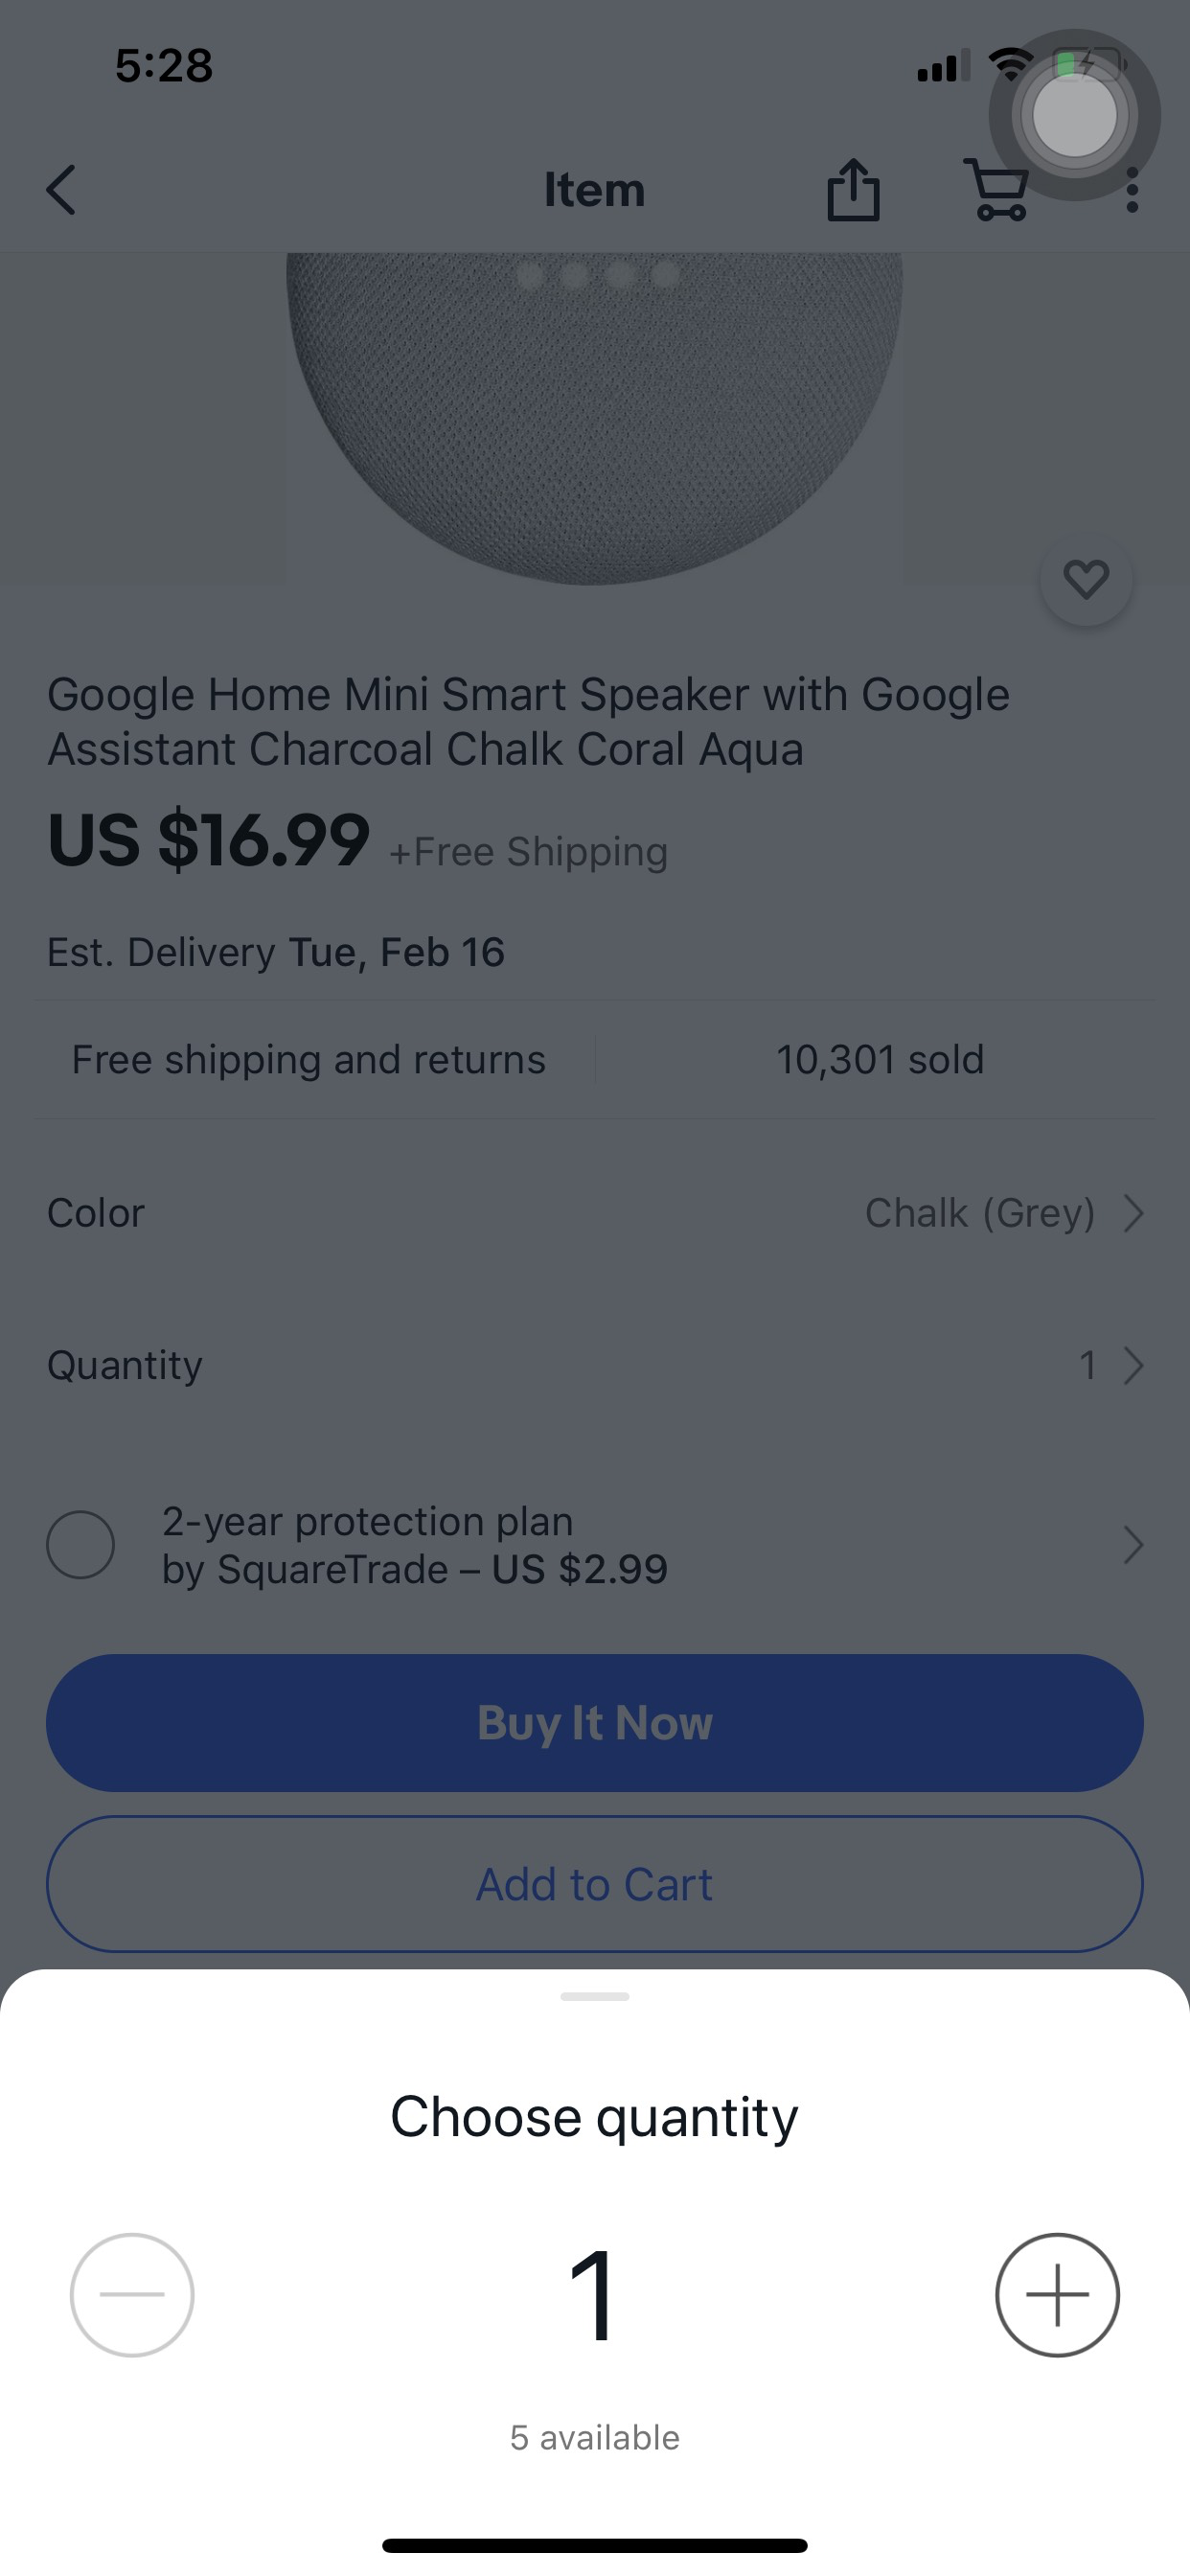 5:28
Item
Google Home Mini Smart Speaker with Google
Assistant Charcoal Chalk Coral Aqua
US $16.99 +Free Shipping
Est. Delivery Tue, Feb 16
Free shipping and returns
10,301 sold
Color
Chalk (Grey)
Quantity
1
2-year protection plan
by SquareTrade – US $2.99
Buy It Now
Add to Cart
Choose quantity
1
5 available